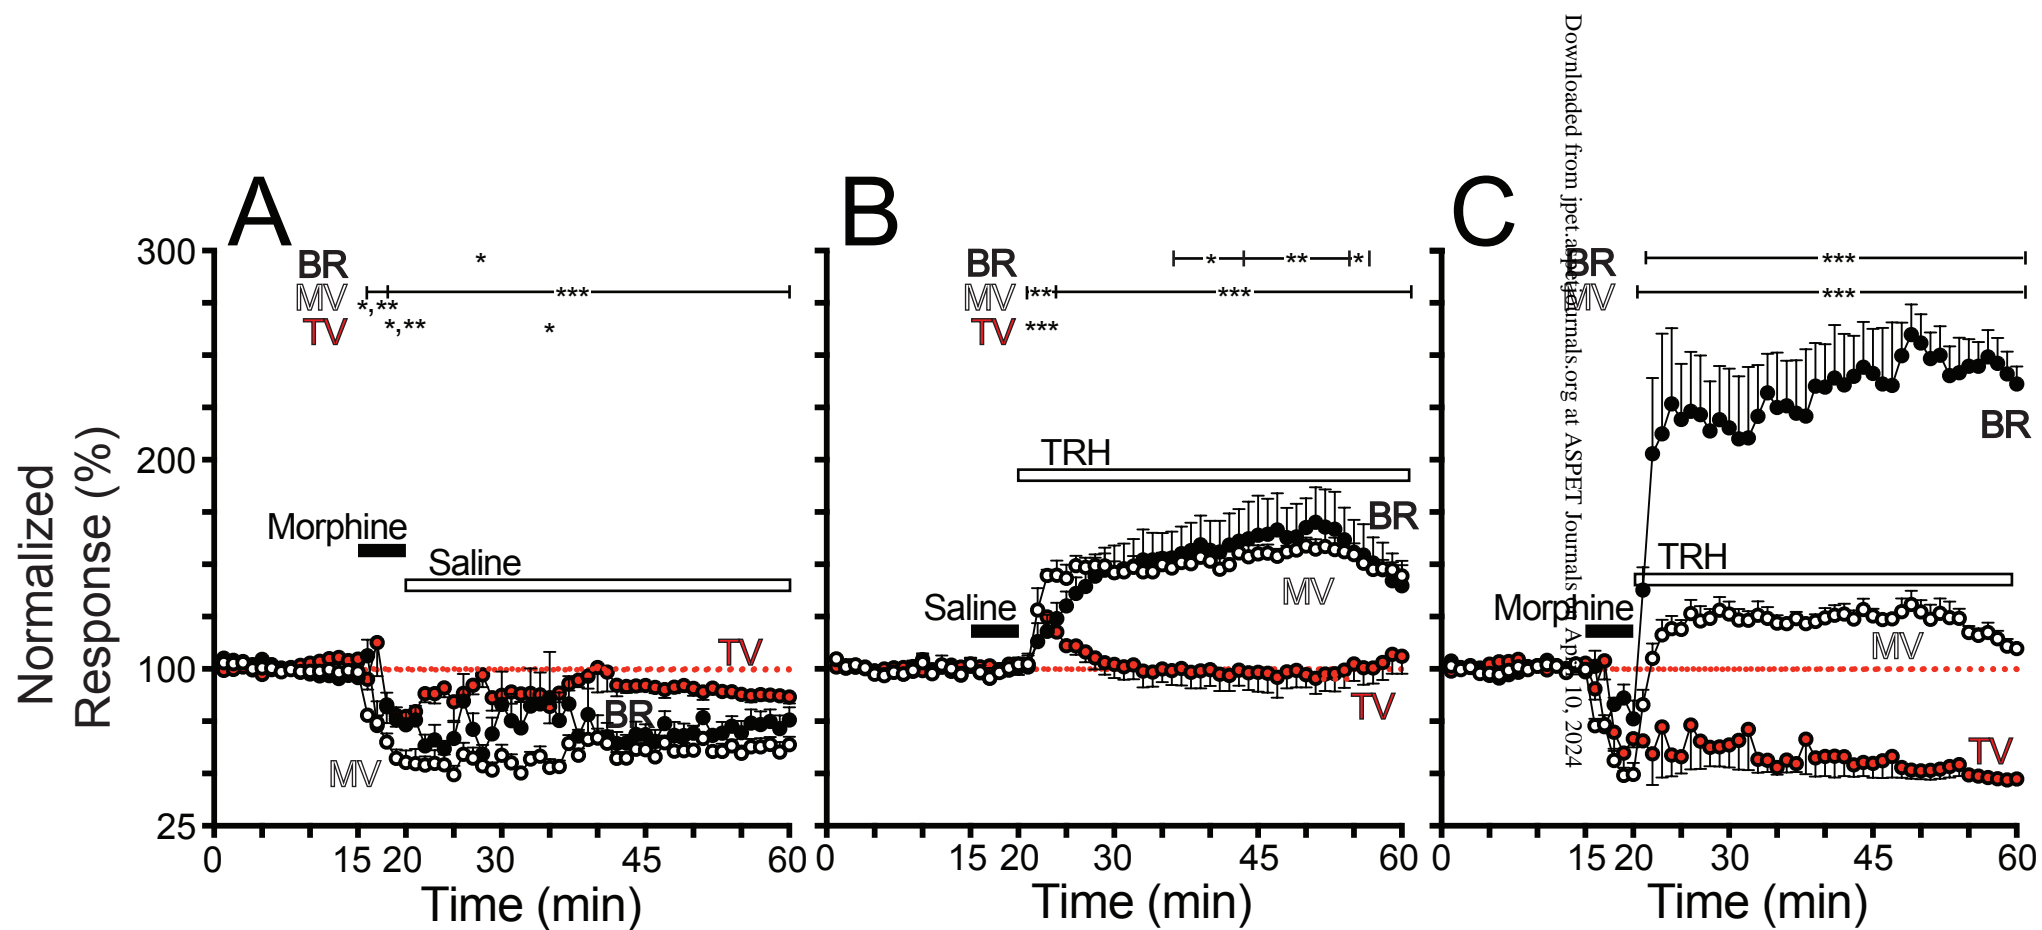 A
B
C
Downloaded from jpet.aspetjournals.org at ASPET Journals on April 10, 2024
Normalized
Response (%)
300
200
100
25
BR
*
MV
*,**
***
TV
*,**
*
Morphine
Saline
TV
BR
MV
0
15
20
30
45
60
Time (min)
BR
*
**
*
MV
**
***
TV
***
TRH
Saline
BR
MV
TV
0
15
20
30
45
60
Time (min)
BR
***
MV
***
BR
TRH
Morphine
MV
TV
0
15
20
30
45
60
Time (min)